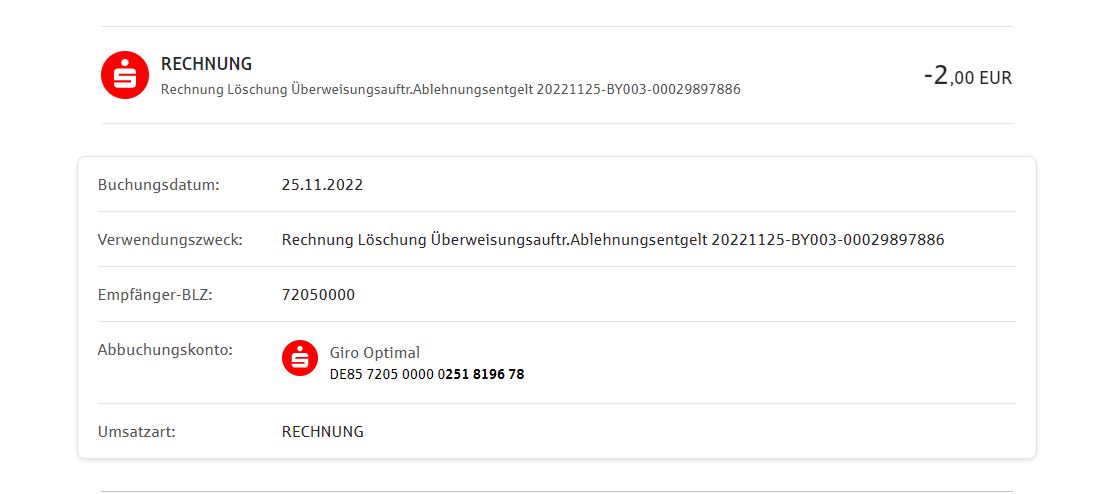 RECHNUNG
Rechnung Löschung Überweisungsauftr.Ablehnungsentgelt 20221125-BY003-00029897886
-2,00 EUR
Buchungsdatum: 25.11.2022
Verwendungszweck: Rechnung Löschung Überweisungsauftr.Ablehnungsentgelt 20221125-BY003-00029897886
Empfänger-BLZ: 72050000
Abbuchungskonto: Giro Optimal
DE85 7205 0000 0251 8196 78
Umsatzart: RECHNUNG